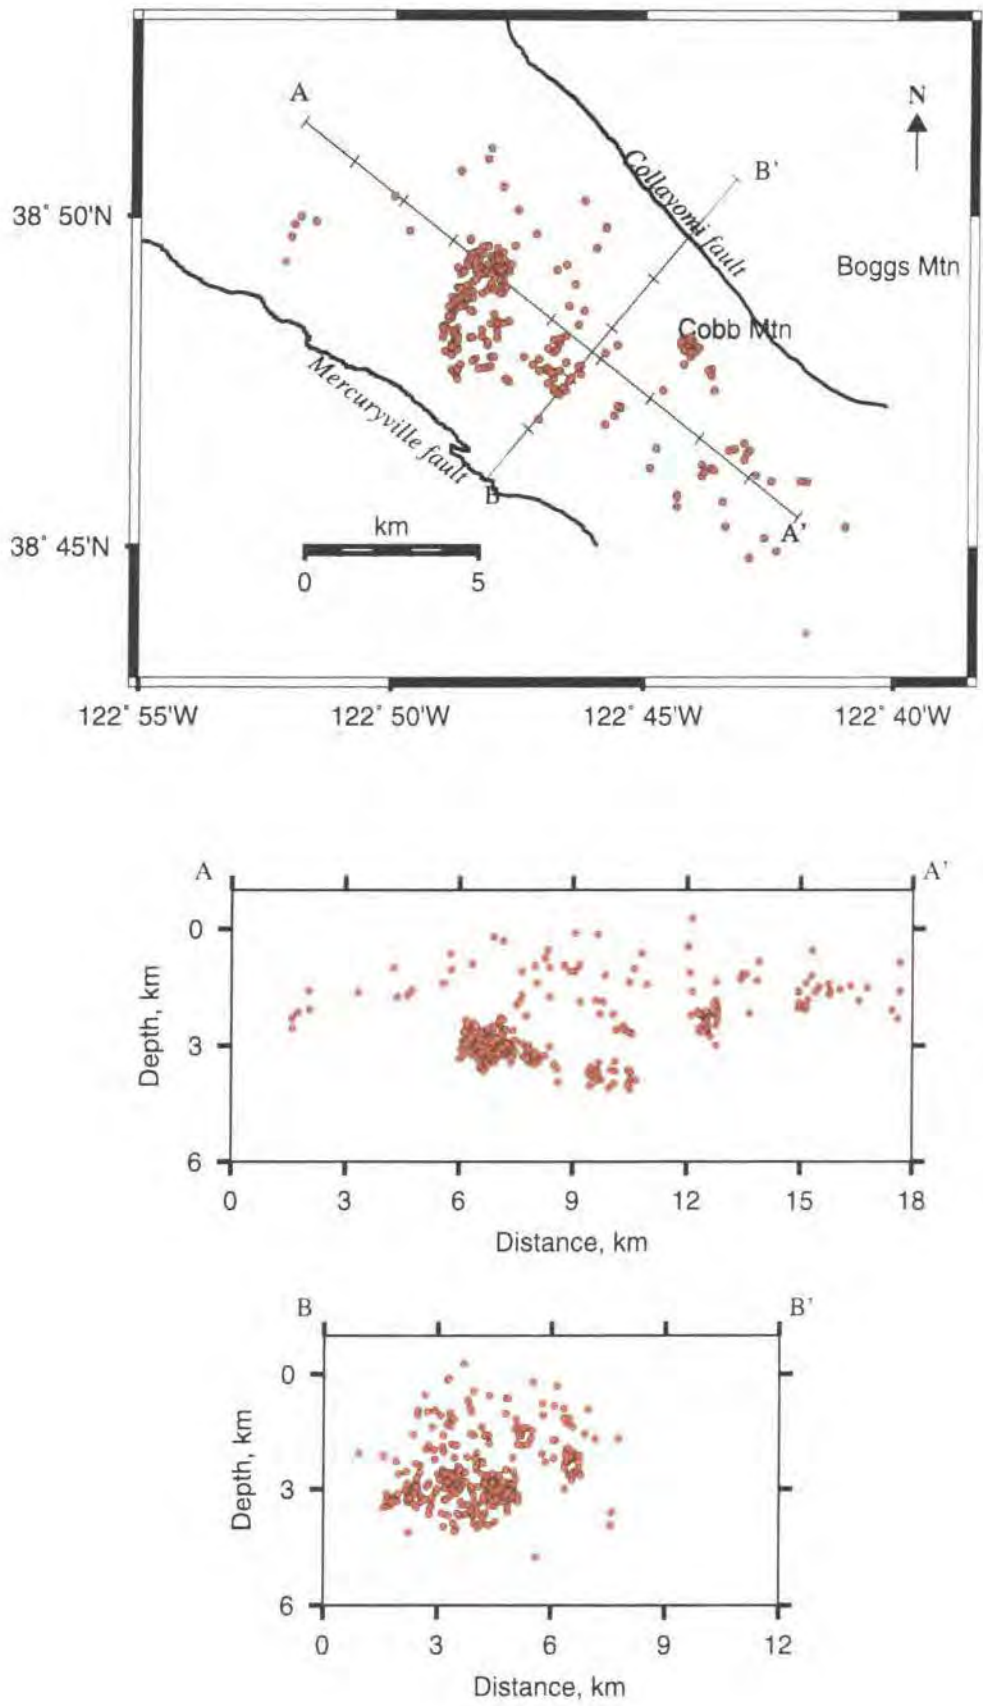 A
N
B'
Collayomi fault
38° 50'N
Boggs Mtn
Cobb Mtn
Mercuryville fault
B
A'
km
38° 45'N
0 5
122° 55'W 122° 50'W 122° 45'W 122° 40'W
A A'
0
3
6
Depth, km
0 3 6 9 12 15 18
Distance, km
B B'
0
3
6
Depth, km
0 3 6 9 12
Distance, km